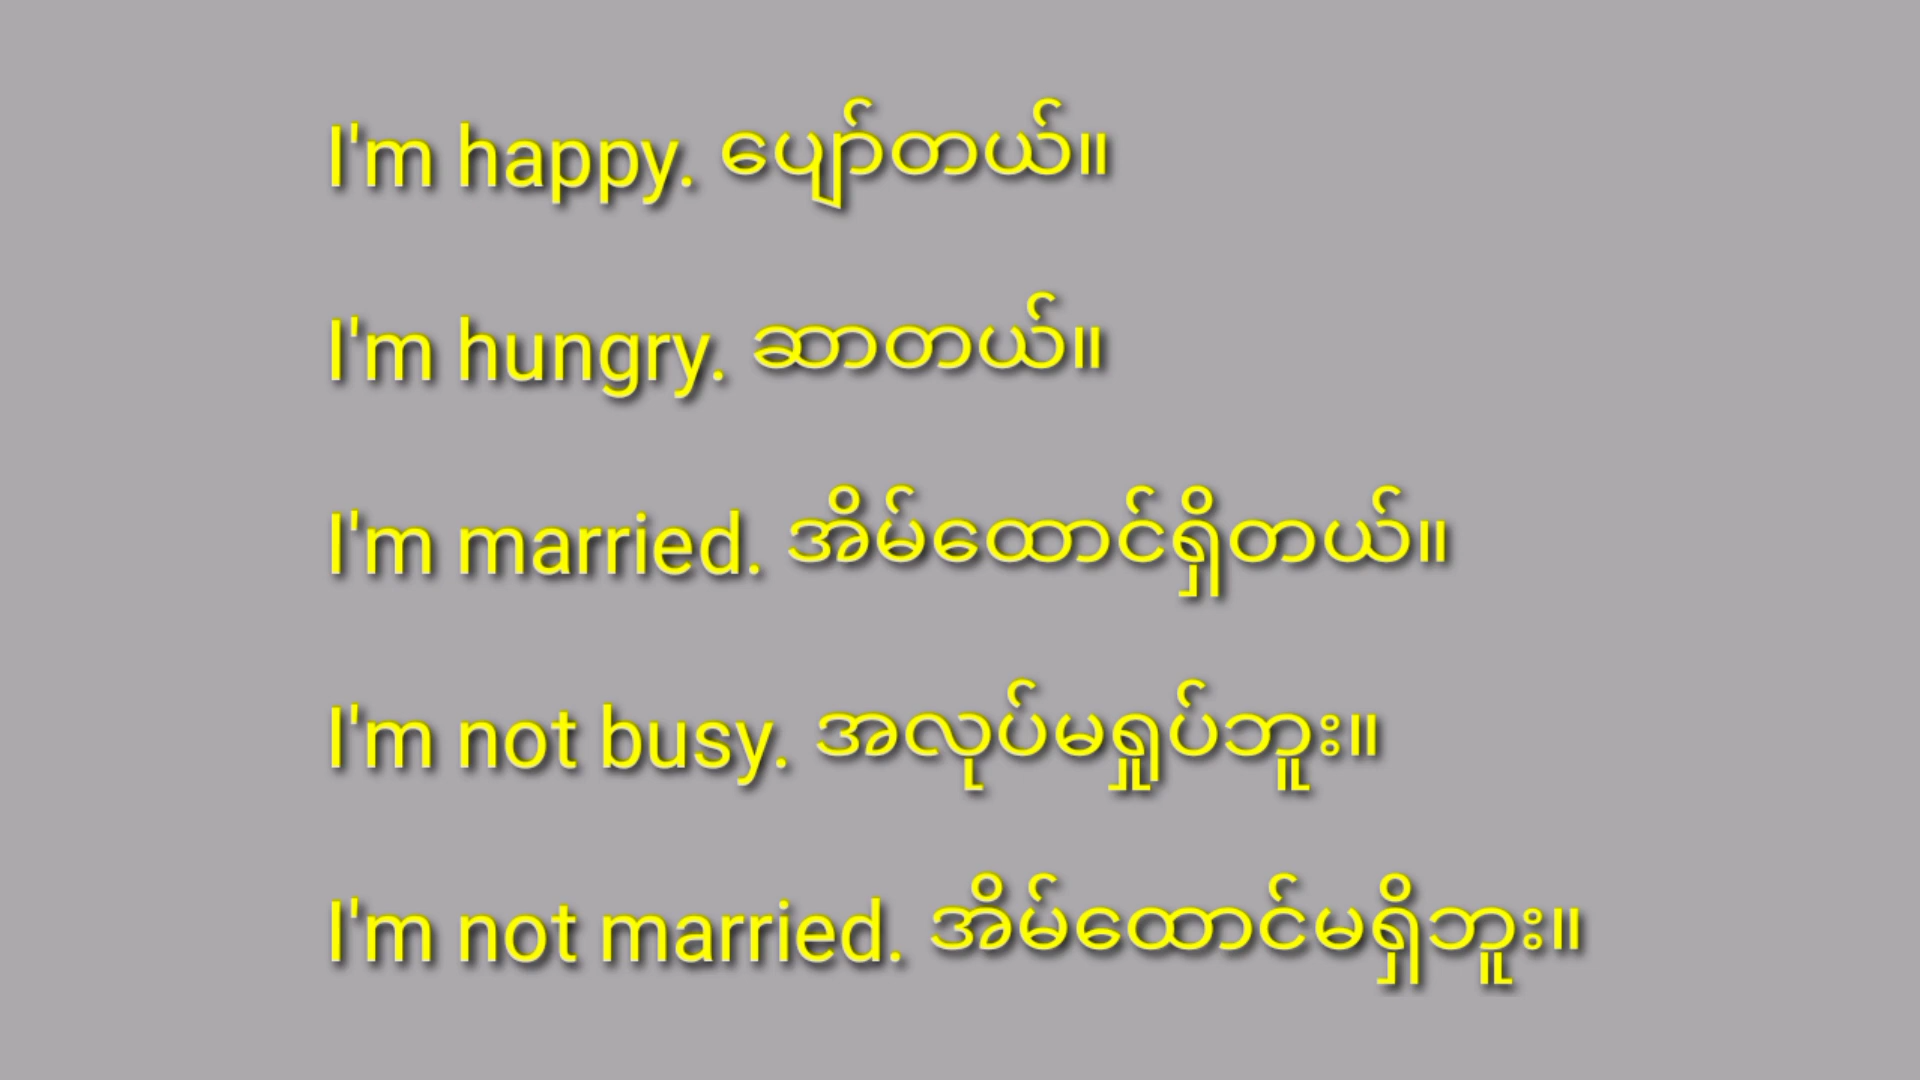 I'm happy. ပျော်တယ်။
I'm hungry. ဆာတယ်။
I'm married. အိမ်ထောင်ရှိတယ်။
I'm not busy. အလုပ်မရှုပ်ဘူး။
I'm not married. အိမ်ထောင်မရှိဘူး။